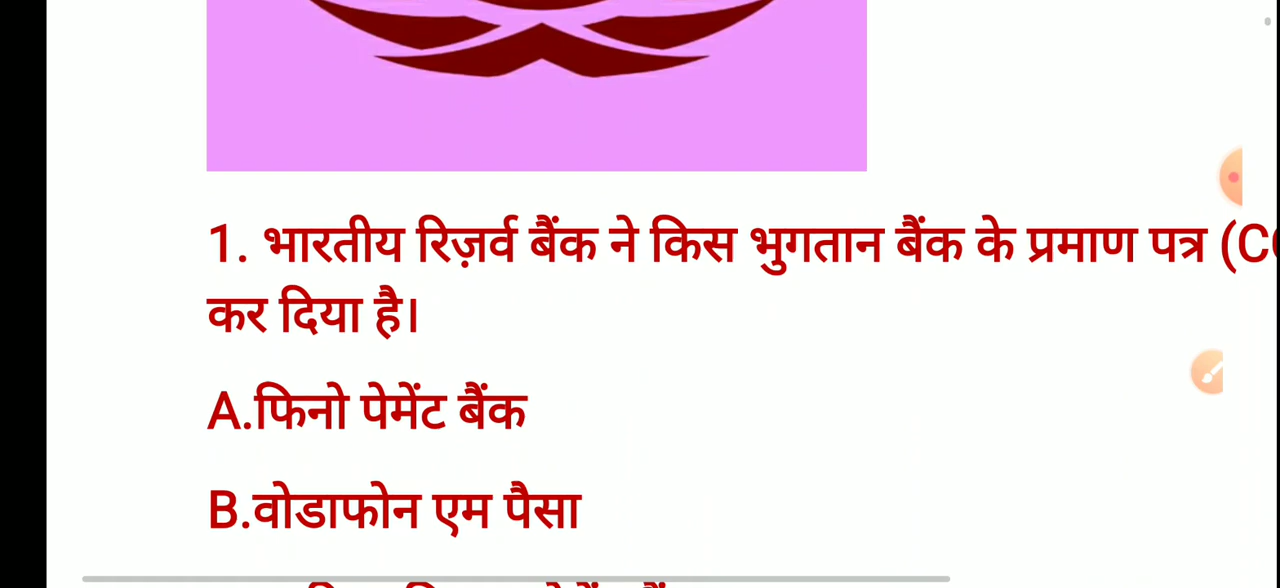 1. भारतीय रिज़र्व बैंक ने किस भुगतान बैंक के प्रमाण पत्र
कर दिया है।
A.फिनो पेमेंट बैंक
B.वोडाफोन एम पैसा